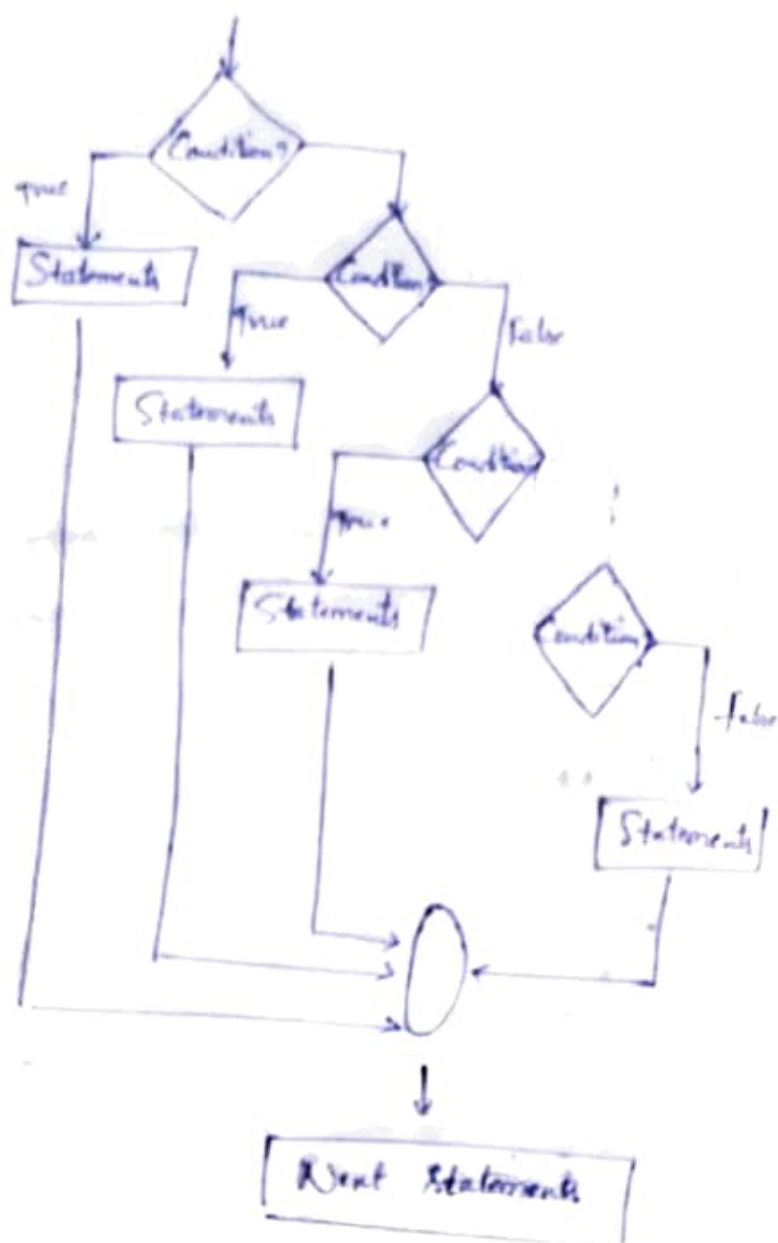 Condition?
True
Statements
Condition
True
False
Statements
Condition
True
Statements
Condition
False
Statements
Next Statements